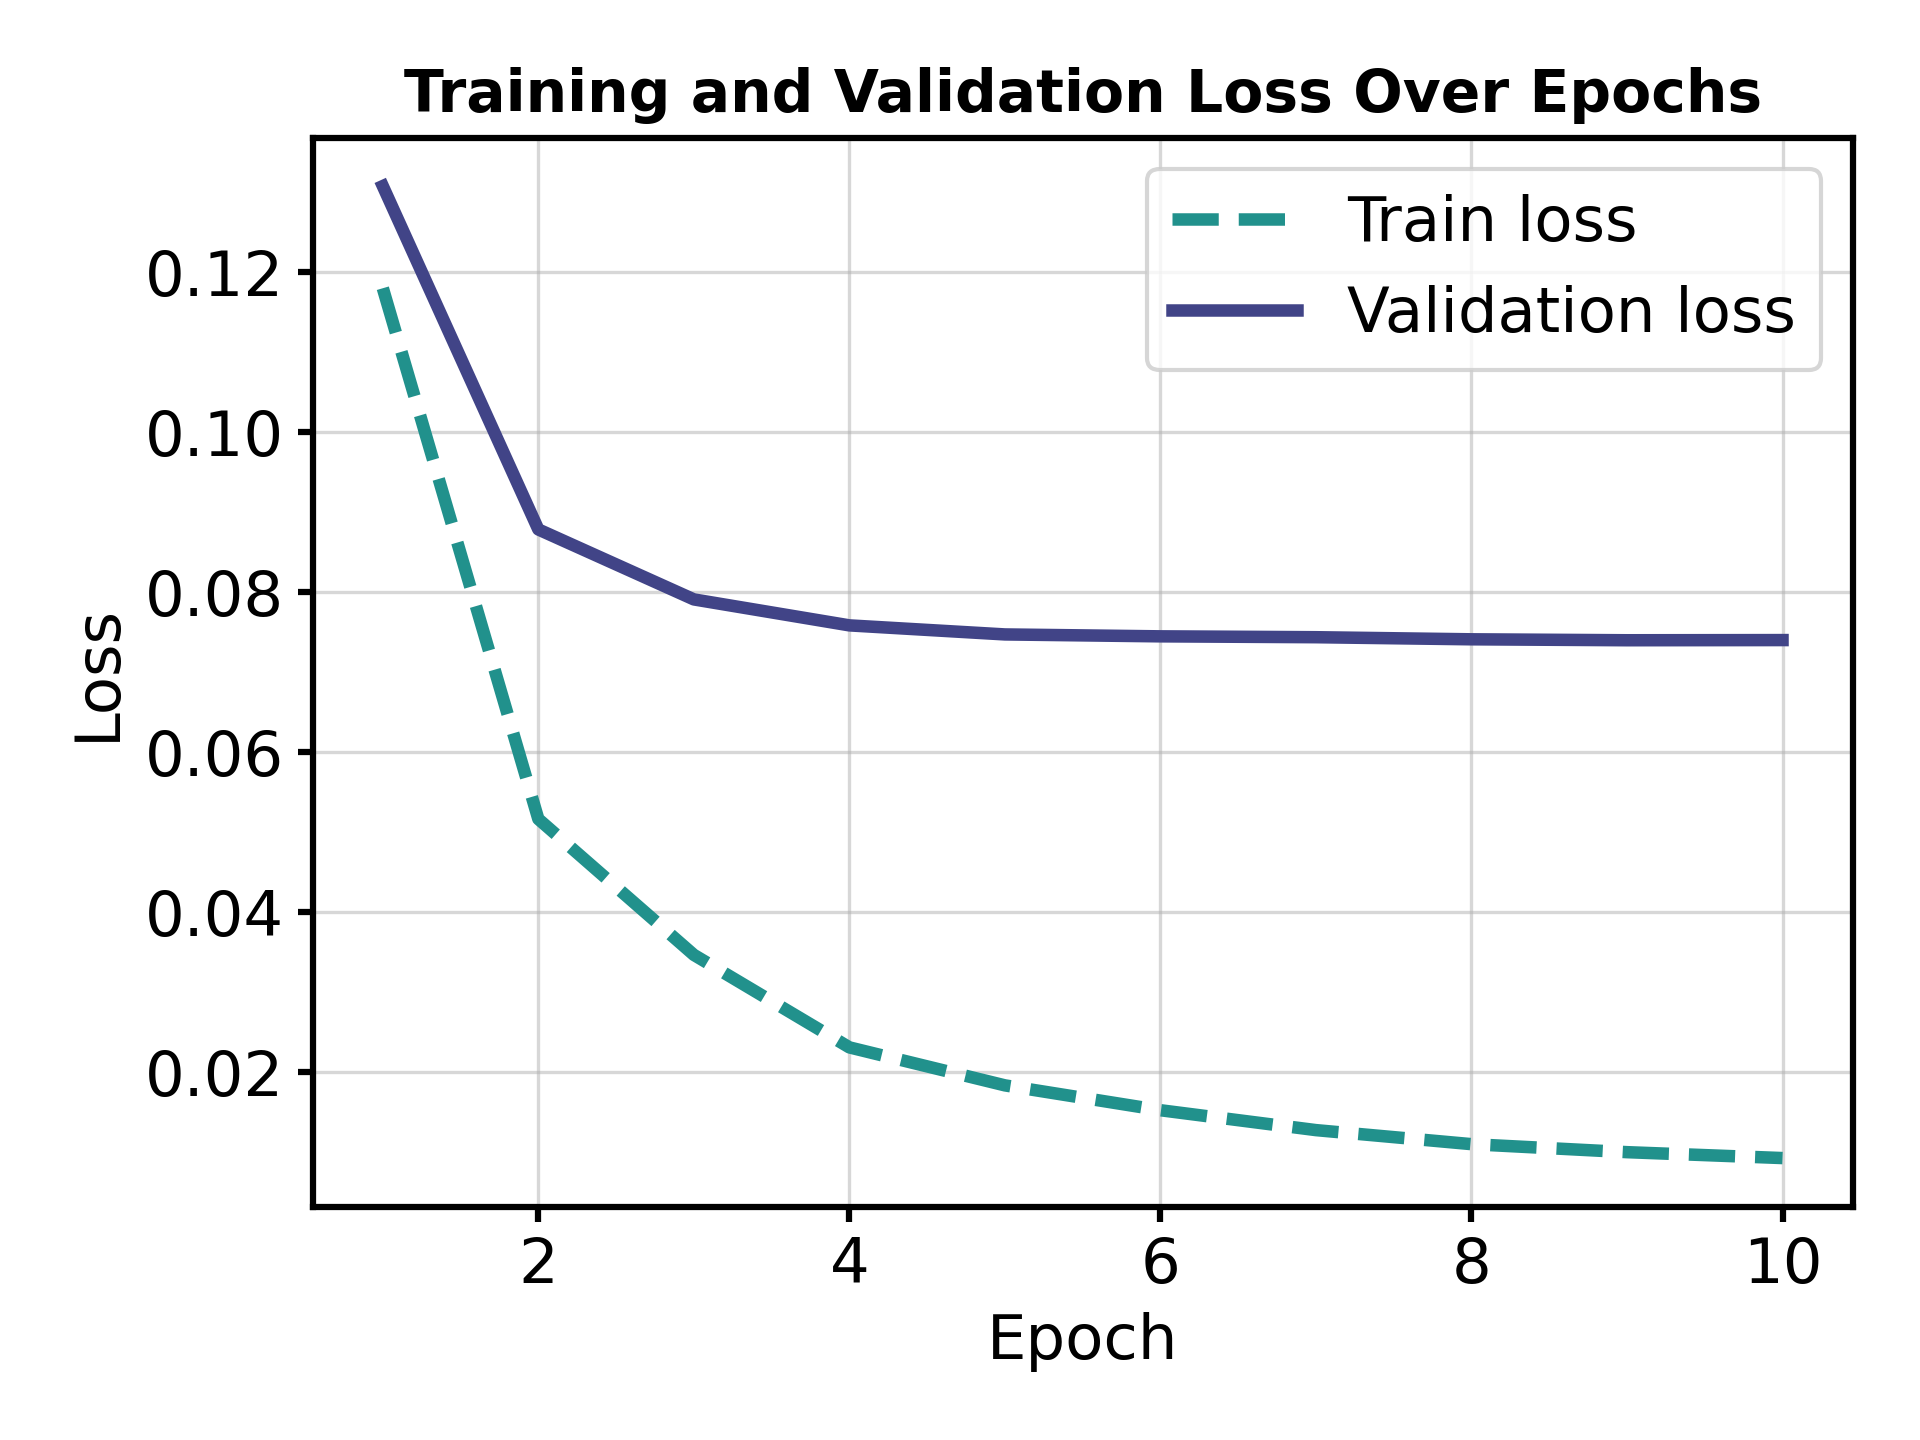 Training and Validation Loss Over Epochs
Train loss
Validation loss
0.12
0.10
0.08
0.06
0.04
0.02
Loss
2 4 6 8 10
Epoch